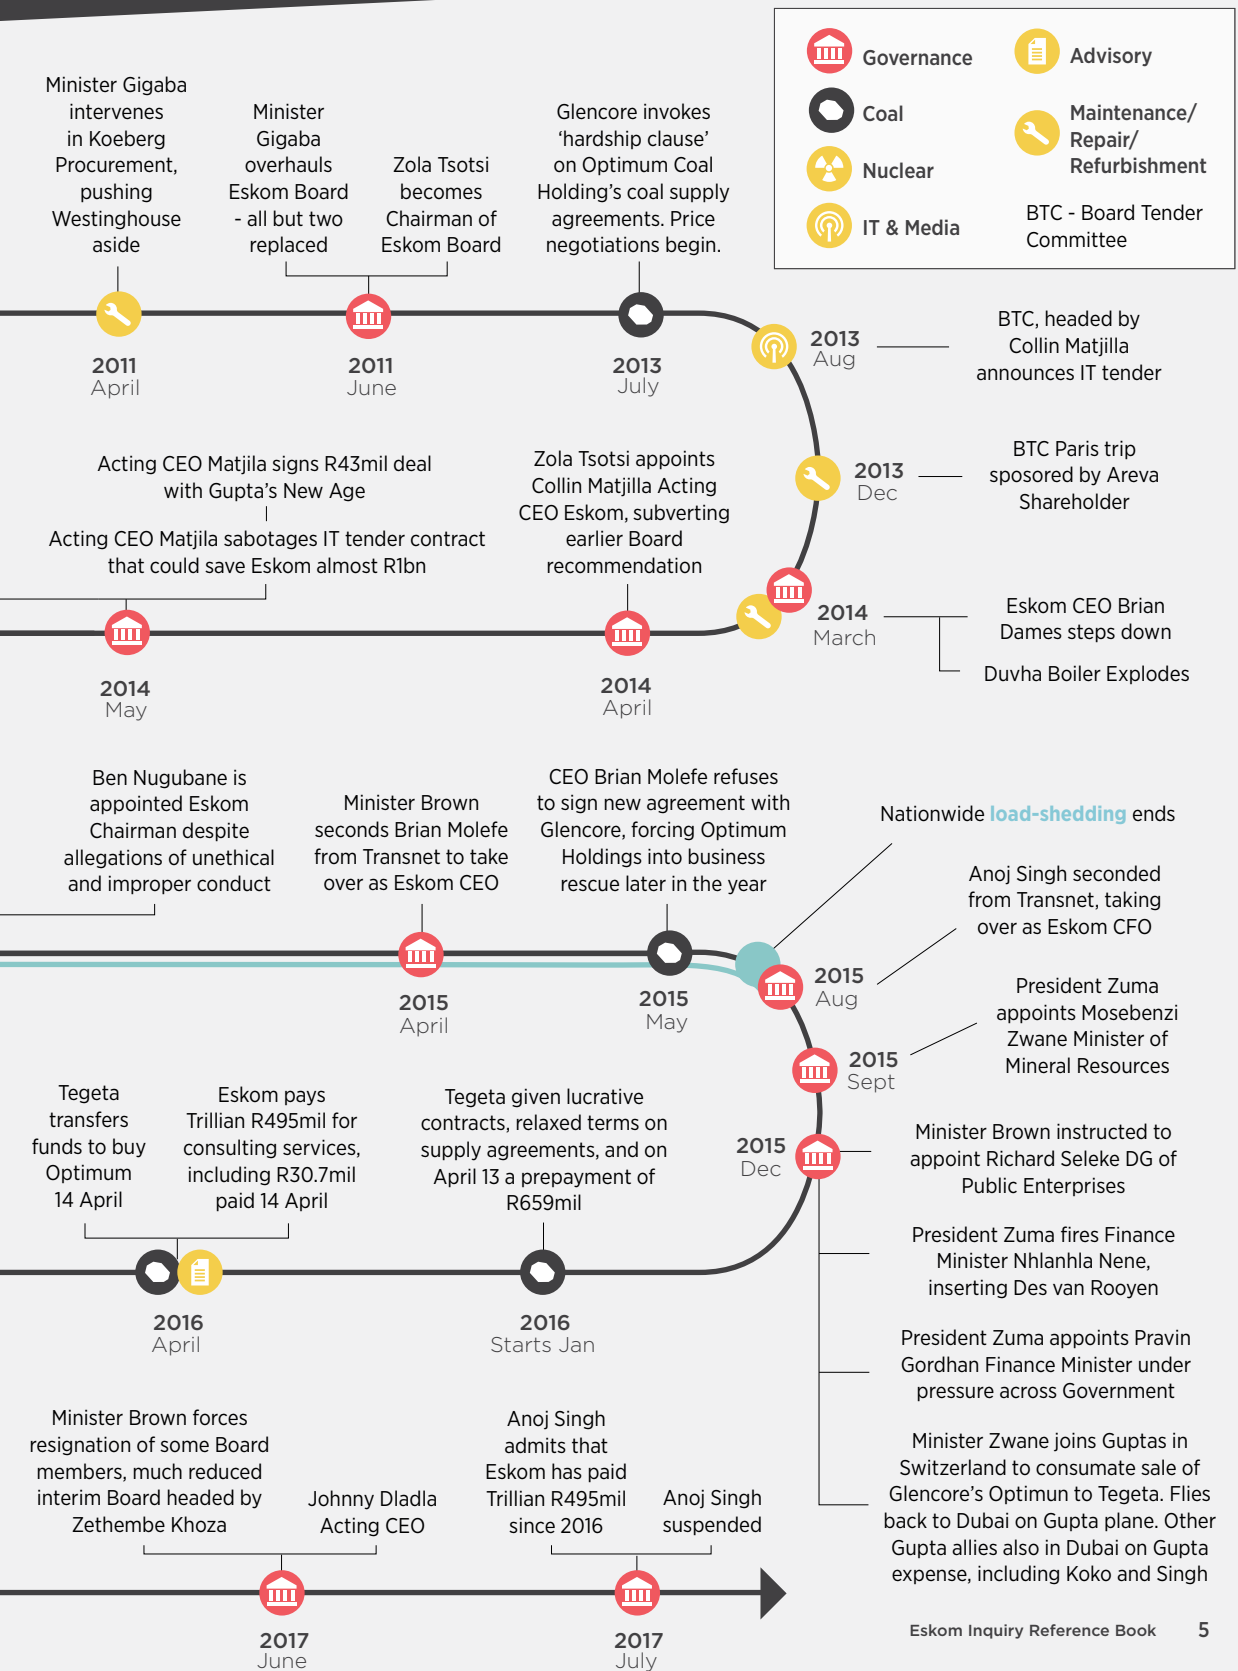 Governance
Coal
Nuclear
IT & Media
Advisory
Maintenance/
Repair/
Refurbishment
BTC - Board Tender
Committee
Minister Gigaba
intervenes
in Koeberg
Procurement,
pushing
Westinghouse
aside
2011
April
Minister
Gigaba
overhauls
Eskom Board
- all but two
replaced
Zola Tsotsi
becomes
Chairman of
Eskom Board
2011
June
Glencore invokes
‘hardship clause’
on Optimum Coal
Holding’s coal supply
agreements. Price
negotiations begin.
2013
July
2013
Aug
BTC, headed by
Collin Matjilla
announces IT tender
2013
Dec
BTC Paris trip
sposored by Areva
Shareholder
2014
March
Eskom CEO Brian
Dames steps down
Duvha Boiler Explodes
Zola Tsotsi appoints
Collin Matjilla Acting
CEO Eskom, subverting
earlier Board
recommendation
2014
April
Acting CEO Matjila signs R43mil deal
with Gupta’s New Age
Acting CEO Matjila sabotages IT tender contract
that could save Eskom almost R1bn
2014
May
Ben Nugubane is
appointed Eskom
Chairman despite
allegations of unethical
and improper conduct
Minister Brown
seconds Brian Molefe
from Transnet to take
over as Eskom CEO
2015
April
CEO Brian Molefe refuses
to sign new agreement with
Glencore, forcing Optimum
Holdings into business
rescue later in the year
2015
May
Nationwide load-shedding ends
Anoj Singh seconded
from Transnet, taking
over as Eskom CFO
2015
Aug
President Zuma
appoints Mosebenzi
Zwane Minister of
Mineral Resources
2015
Sept
2015
Dec
Minister Brown instructed to
appoint Richard Seleke DG of
Public Enterprises
President Zuma fires Finance
Minister Nhlanhla Nene,
inserting Des van Rooyen
President Zuma appoints Pravin
Gordhan Finance Minister under
pressure across Government
Minister Zwane joins Guptas in
Switzerland to consumate sale of
Glencore’s Optimun to Tegeta. Flies
back to Dubai on Gupta plane. Other
Gupta allies also in Dubai on Gupta
expense, including Koko and Singh
Tegeta given lucrative
contracts, relaxed terms on
supply agreements, and on
April 13 a prepayment of
R659mil
2016
Starts Jan
Tegeta
transfers
funds to buy
Optimum
14 April
Eskom pays
Trillian R495mil for
consulting services,
including R30.7mil
paid 14 April
2016
April
Minister Brown forces
resignation of some Board
members, much reduced
interim Board headed by
Zethembe Khoza
Johnny Dladla
Acting CEO
2017
June
Anoj Singh
admits that
Eskom has paid
Trillian R495mil
since 2016
Anoj Singh
suspended
2017
July
Eskom Inquiry Reference Book 5